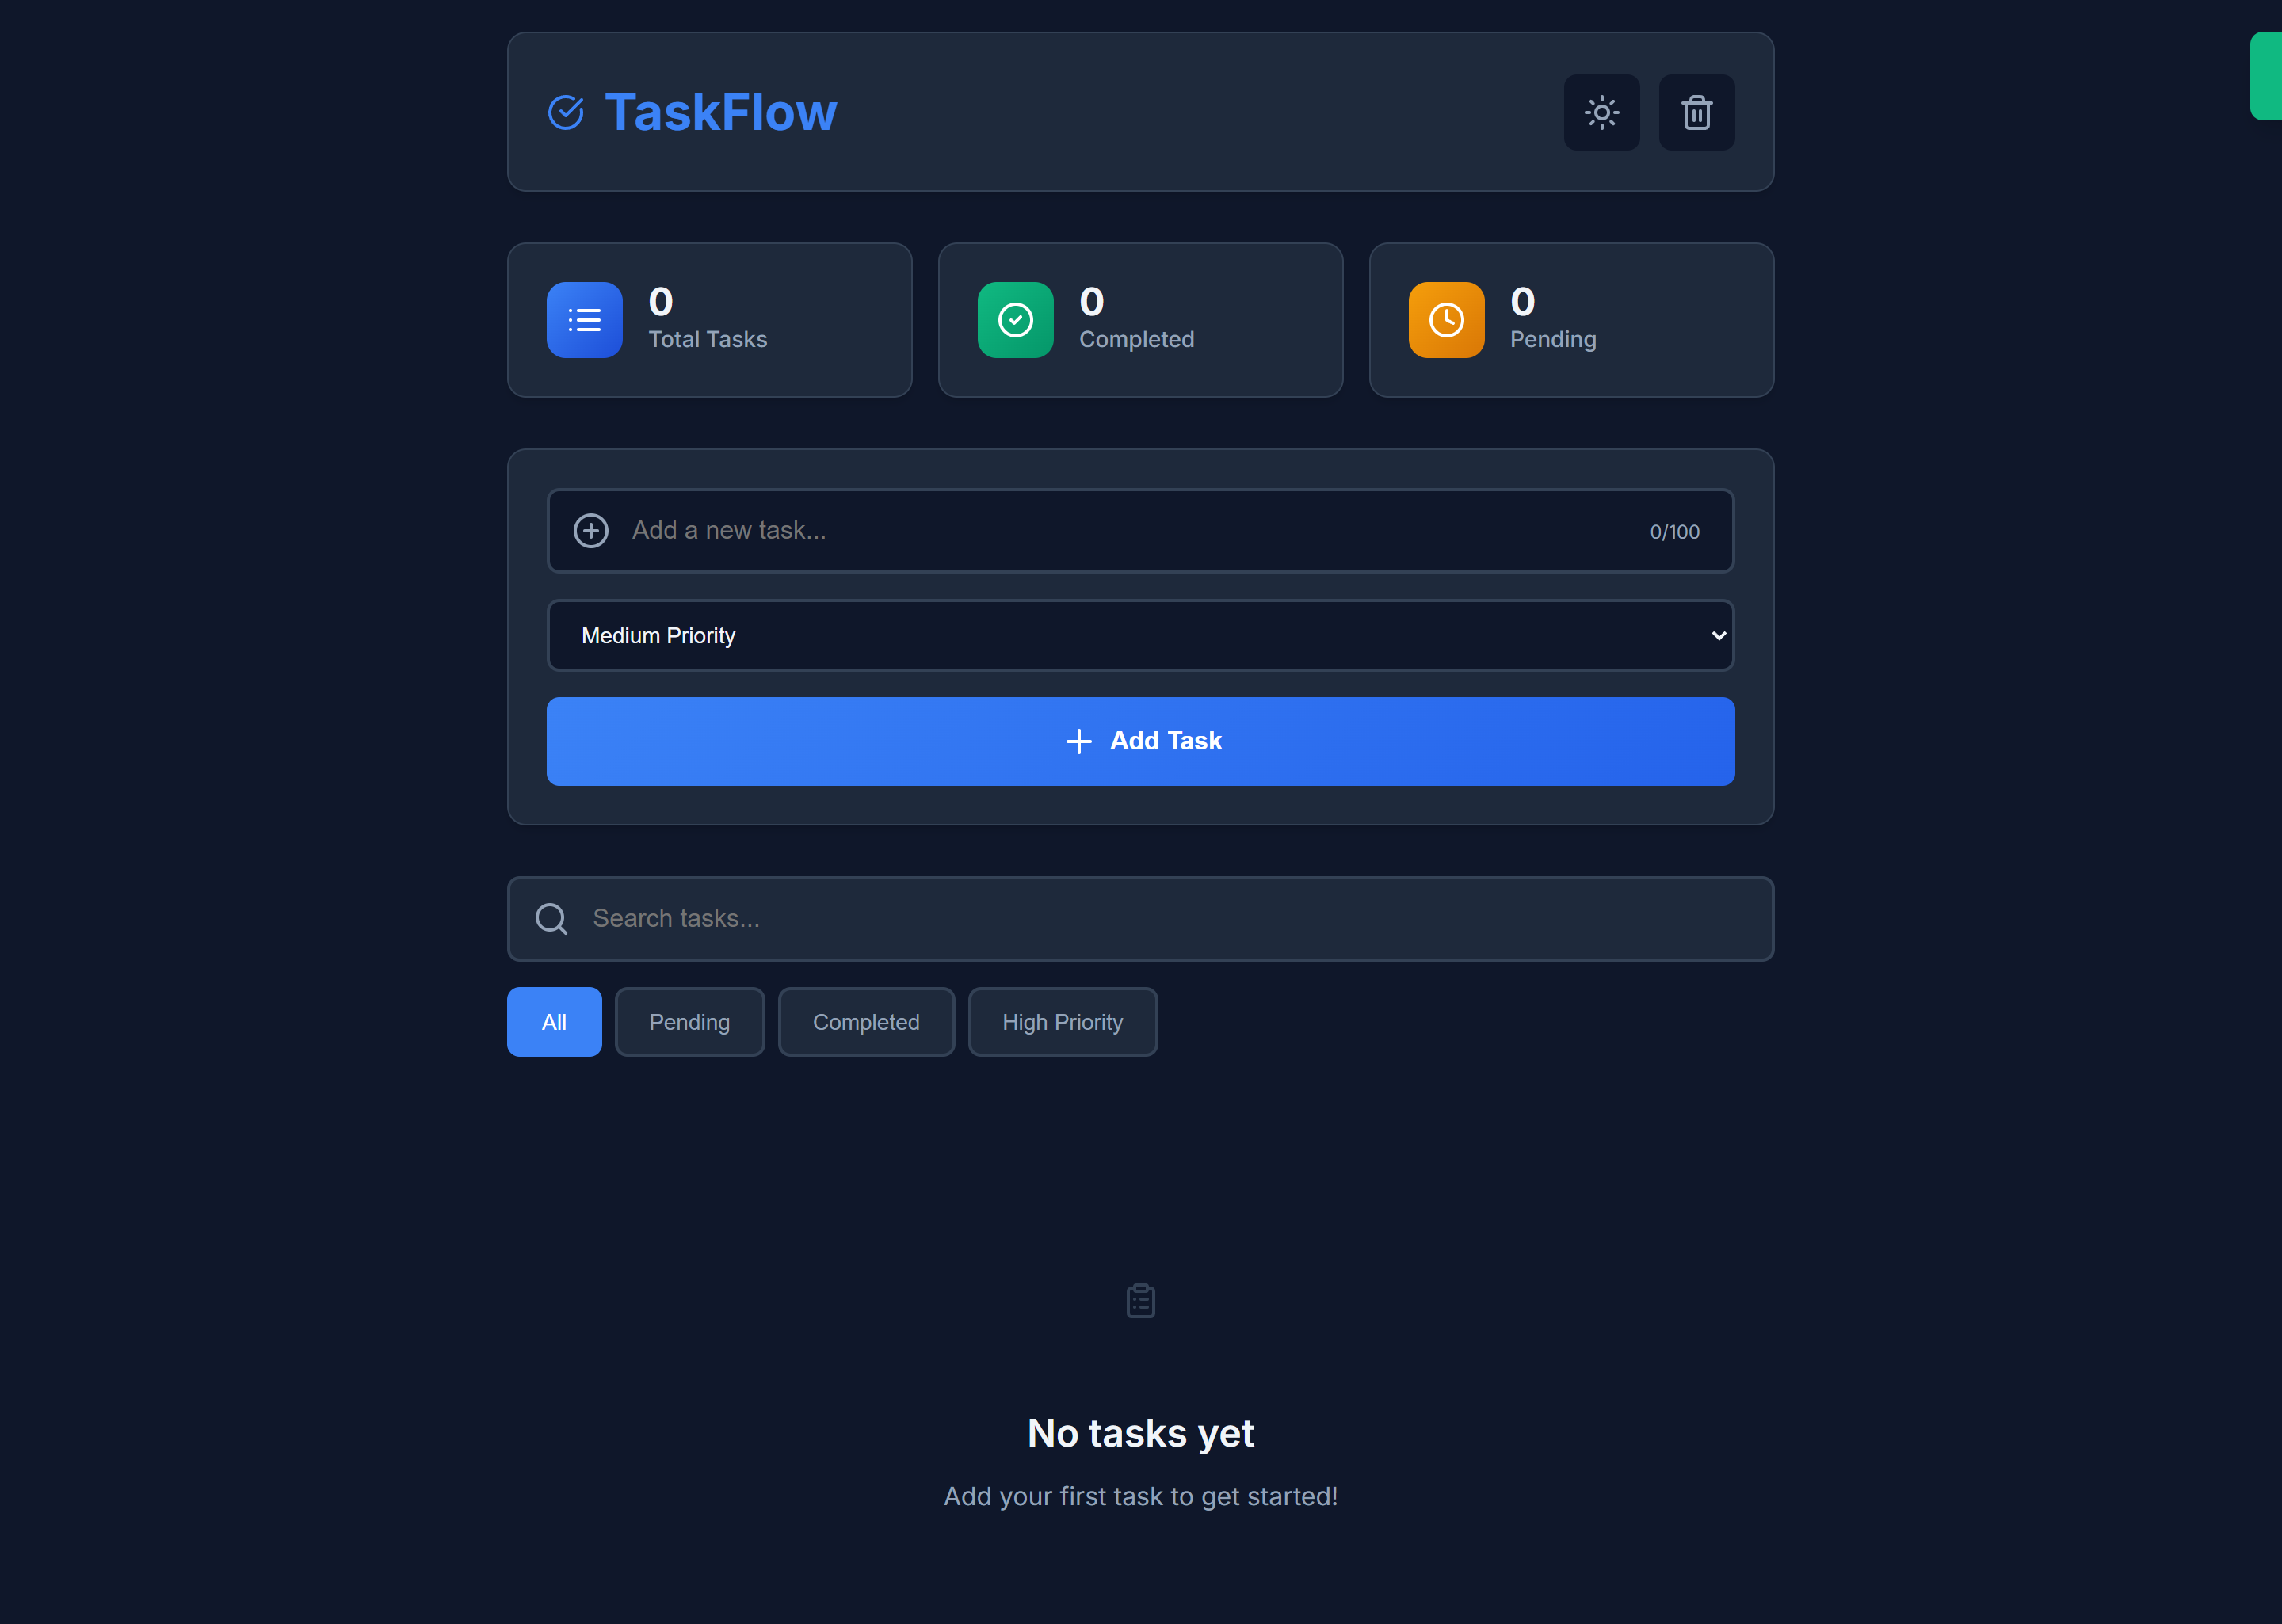 TaskFlow
0
Total Tasks
0
Completed
0
Pending
Add a new task...
0/100
Medium Priority
Add Task
Search tasks...
All
Pending
Completed
High Priority
No tasks yet
Add your first task to get started!